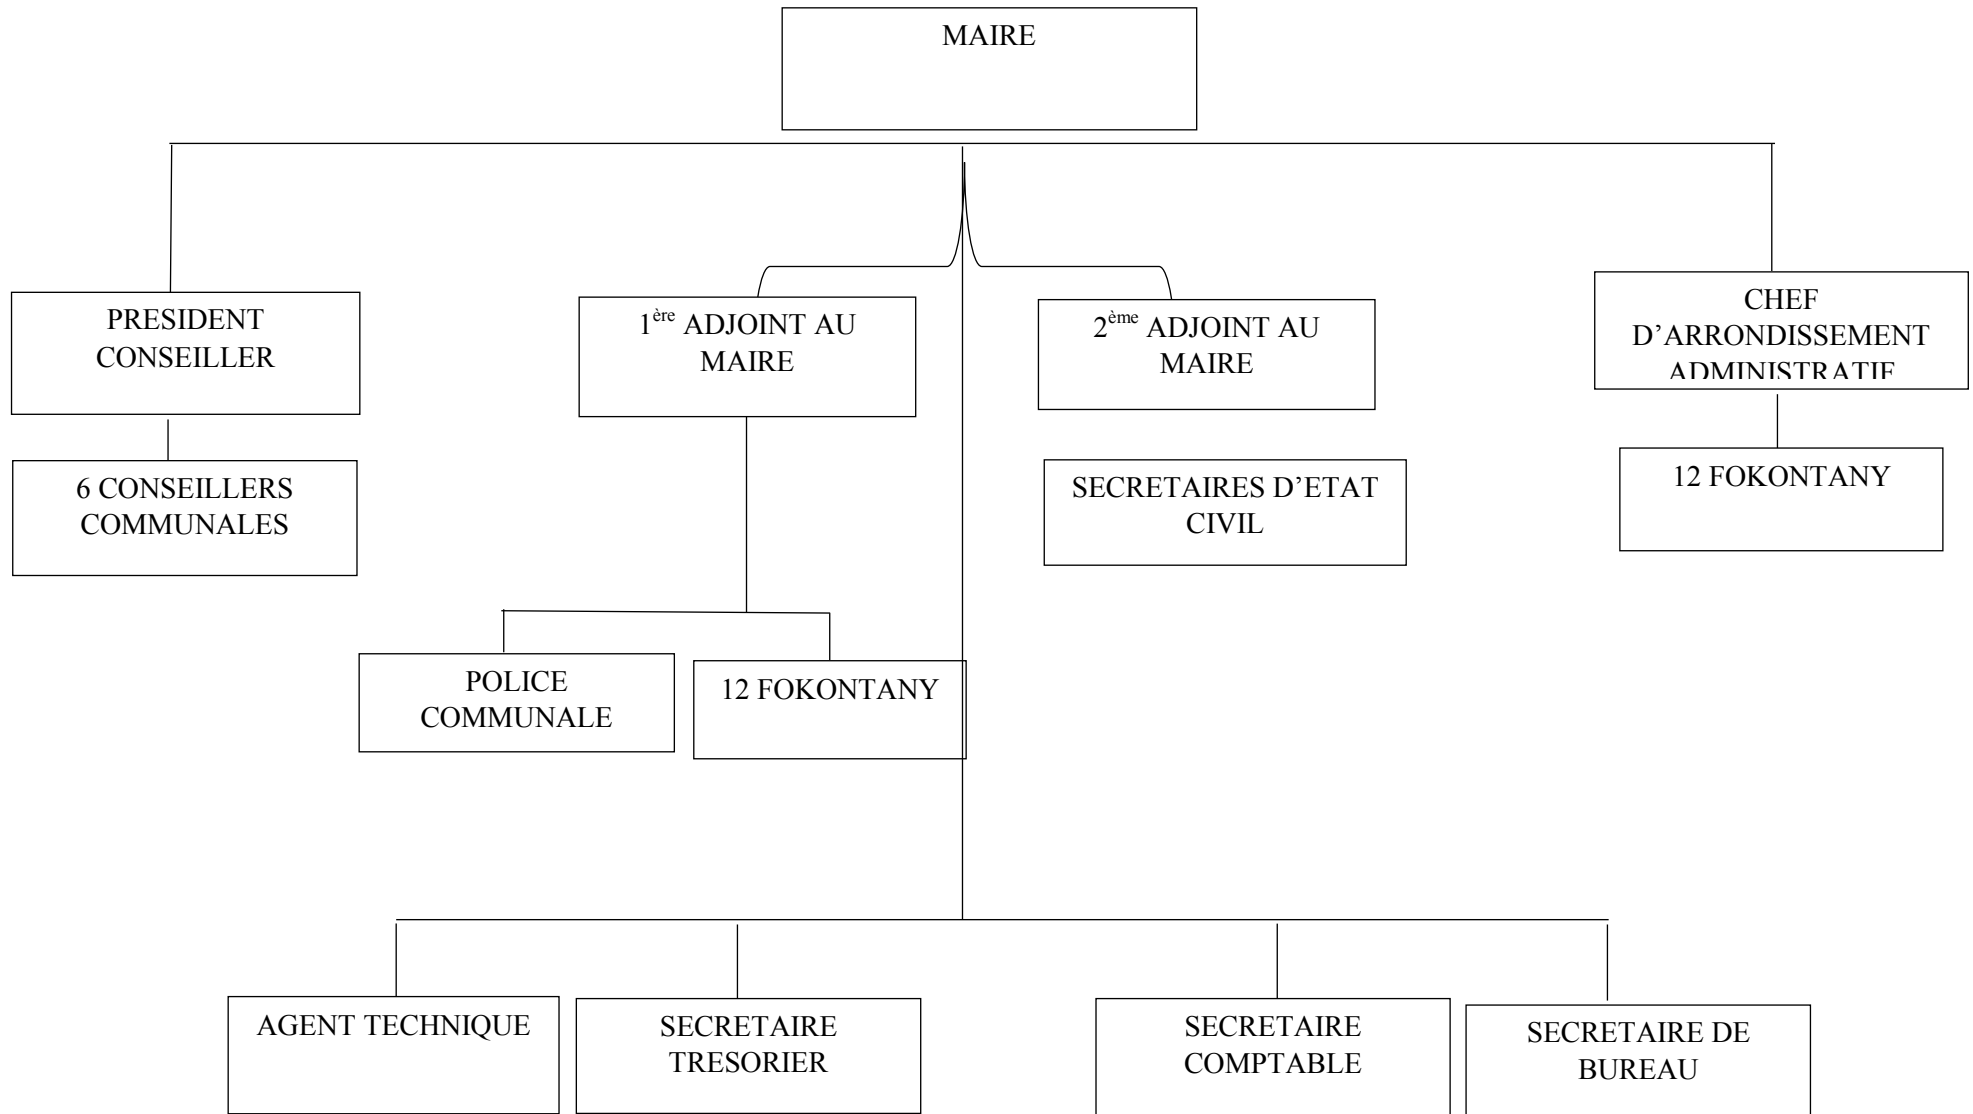 MAIRE
PRESIDENT
CONSEILLER
1ère ADJOINT AU
MAIRE
2ème ADJOINT AU
MAIRE
CHEF
D’ARRONDISSEMENT
ADMINISTRATIF
6 CONSEILLERS
COMMUNALES
SECRETAIRES D’ETAT
CIVIL
12 FOKONTANY
POLICE
COMMUNALE
12 FOKONTANY
AGENT TECHNIQUE
SECRETAIRE
TRESORIER
SECRETAIRE
COMPTABLE
SECRETAIRE DE
BUREAU